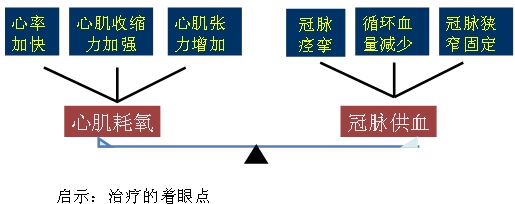 心率
加快
心肌收缩
力加强
心肌张
力增加
冠脉
痉挛
循环血
量减少
冠脉狭
窄固定
心肌耗氧
冠脉供血
启示：治疗的着眼点